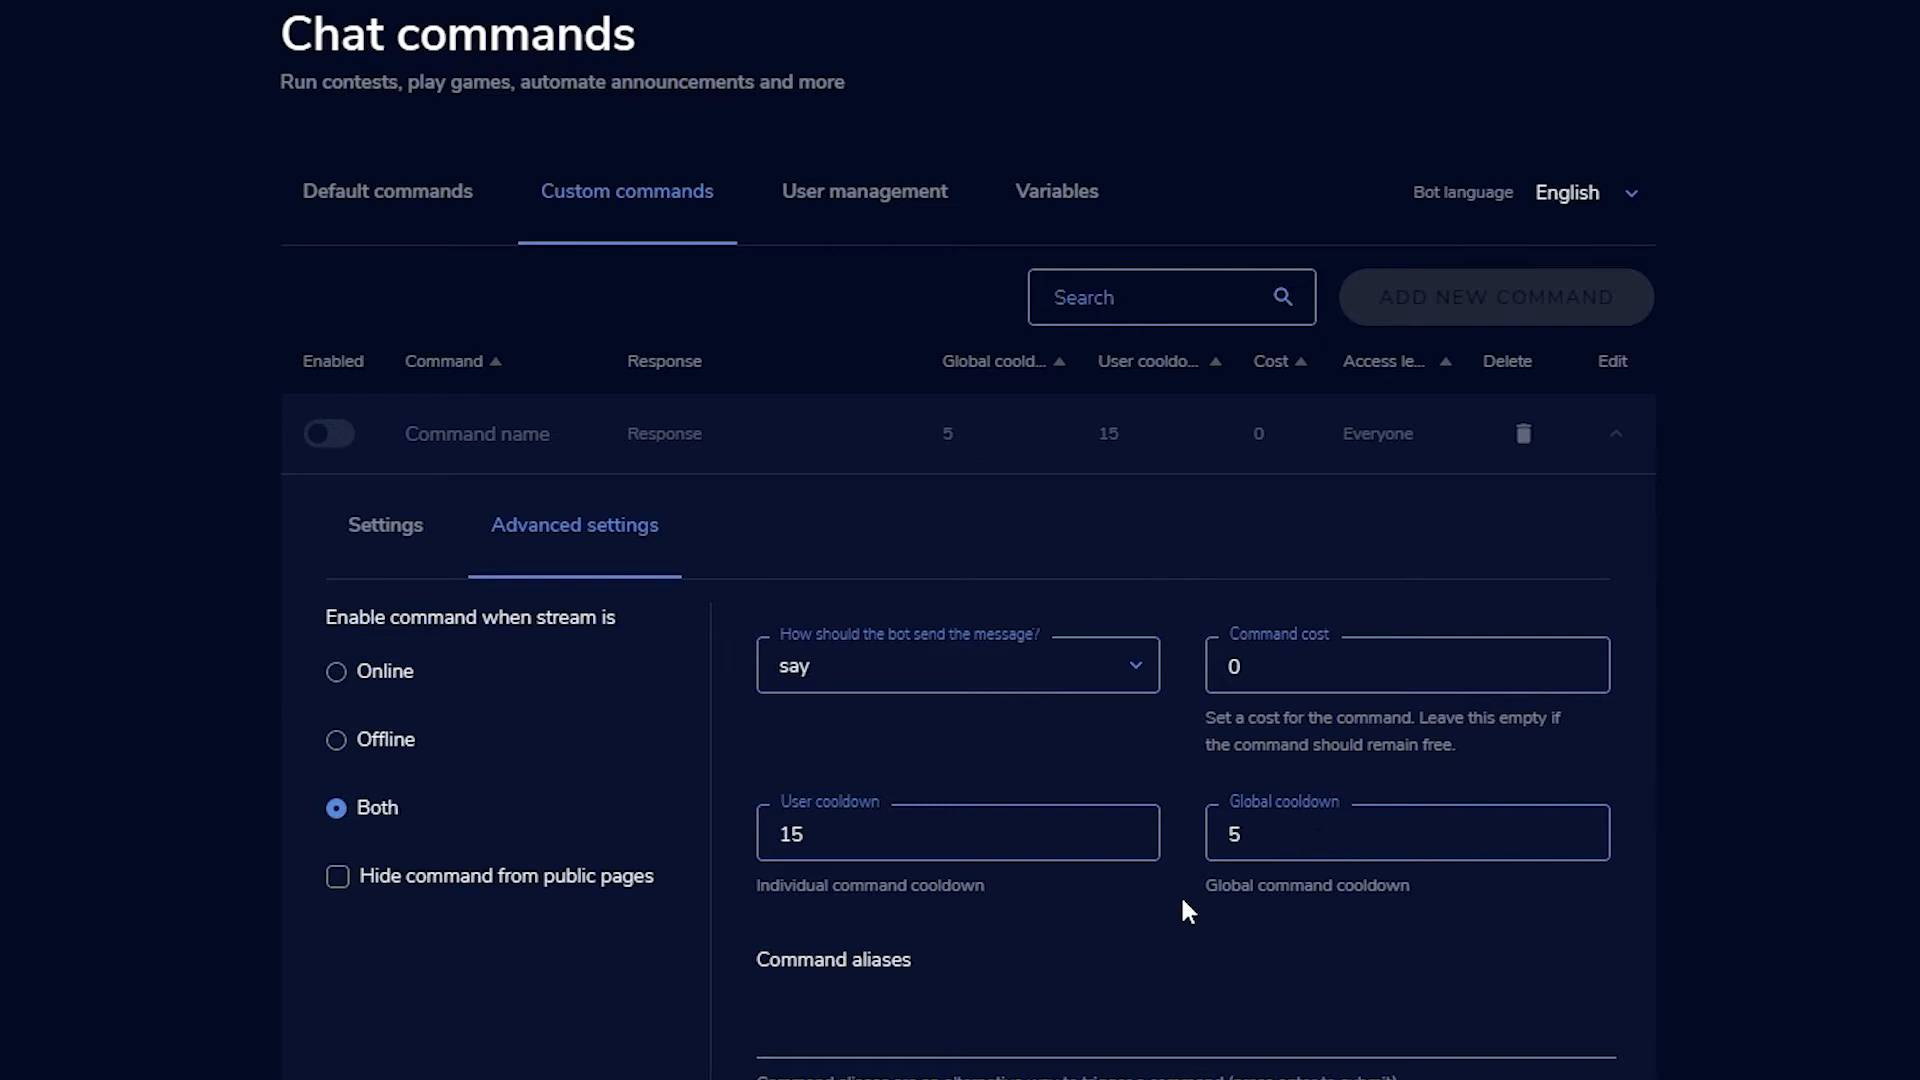 Chat commands
Run contests, play games, automate announcements and more
Default commands Custom commands User management Variables Bot language English
Search ADD NEW COMMAND
Enabled Command Response Global coold... User cooldo... Cost Access le... Delete Edit
Command name Response 5 15 0 Everyone
Settings Advanced settings
Enable command when stream is
Online
Offline
Both
Hide command from public pages
How should the bot send the message?
say
Command cost
0
Set a cost for the command. Leave this empty if
the command should remain free.
User cooldown
15
Individual command cooldown
Global cooldown
5
Global command cooldown
Command aliases